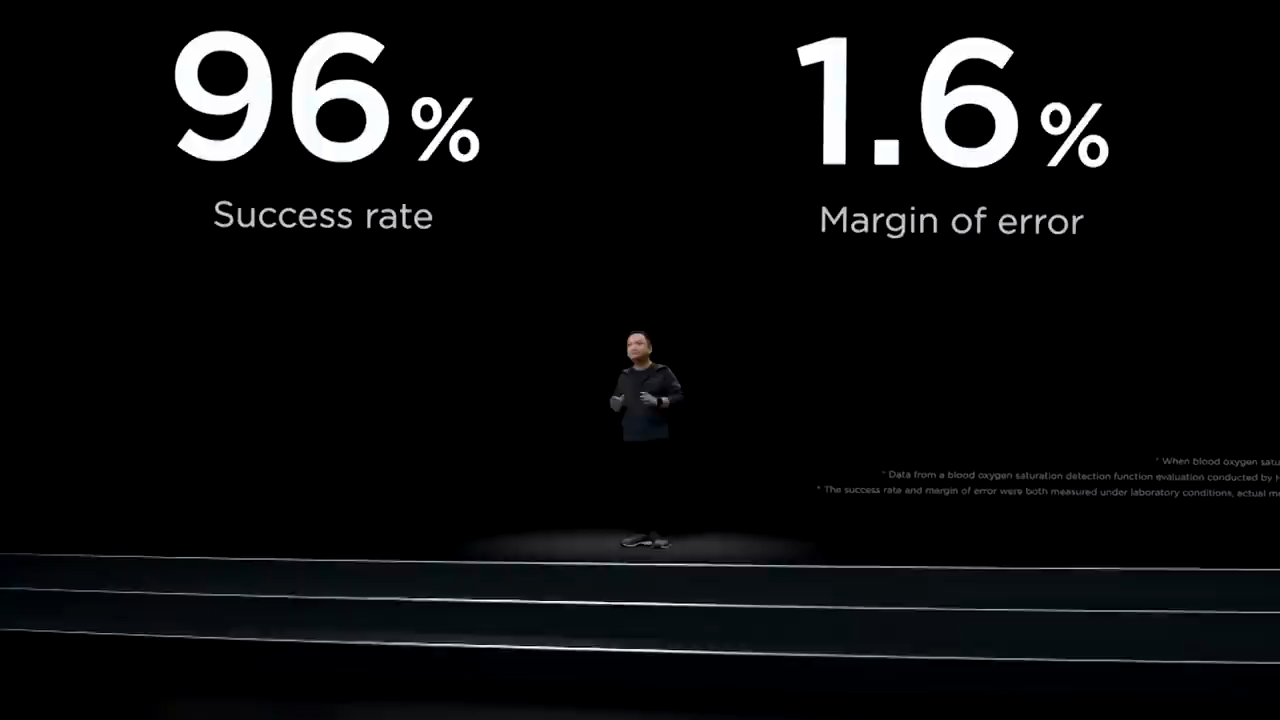 96%
Success rate
1.6%
Margin of error
* When blood oxygen
* Data from a blood oxygen saturation detection function evaluation conducted by
* The success rate and margin of error were both measured under laboratory conditions, actual